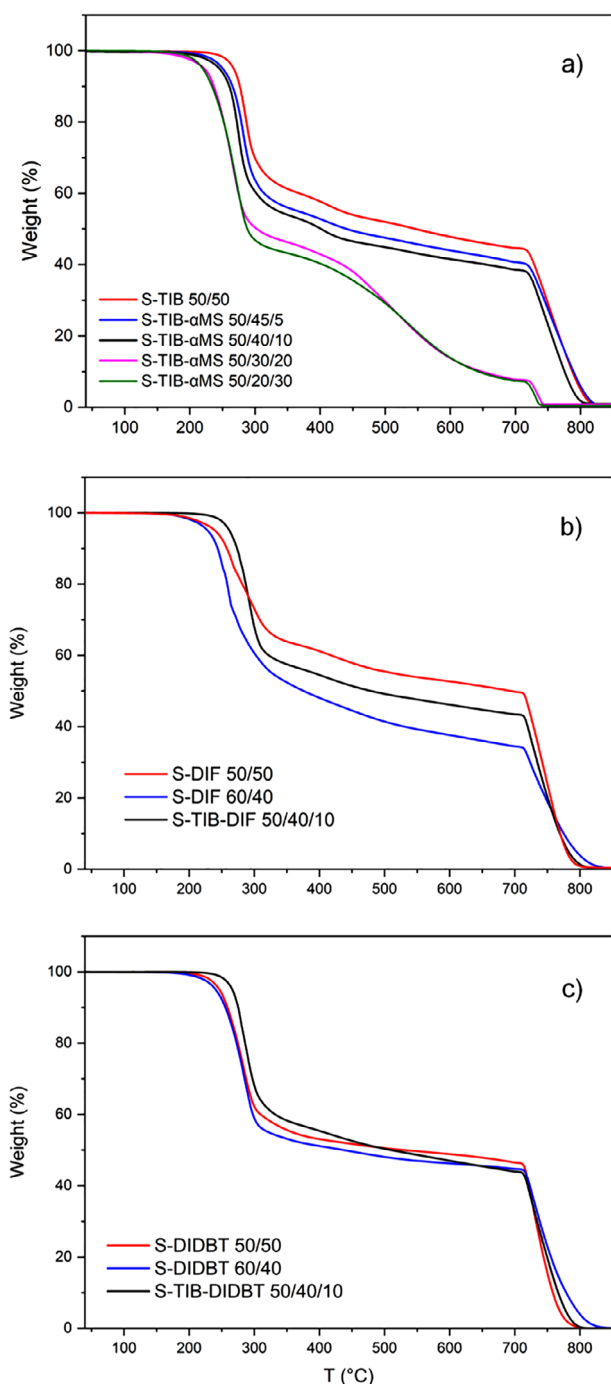 100
a)
80
60
40
20
0
Weight (%)
S-TIB 50/50
S-TIB-αMS 50/45/5
S-TIB-αMS 50/40/10
S-TIB-αMS 50/30/20
S-TIB-αMS 50/20/30
100 200 300 400 500 600 700 800
100
b)
80
60
40
20
0
Weight (%)
S-DIF 50/50
S-DIF 60/40
S-TIB-DIF 50/40/10
100 200 300 400 500 600 700 800
100
c)
80
60
40
20
0
Weight (%)
S-DIDBT 50/50
S-DIDBT 60/40
S-TIB-DIDBT 50/40/10
100 200 300 400 500 600 700 800
T (°C)